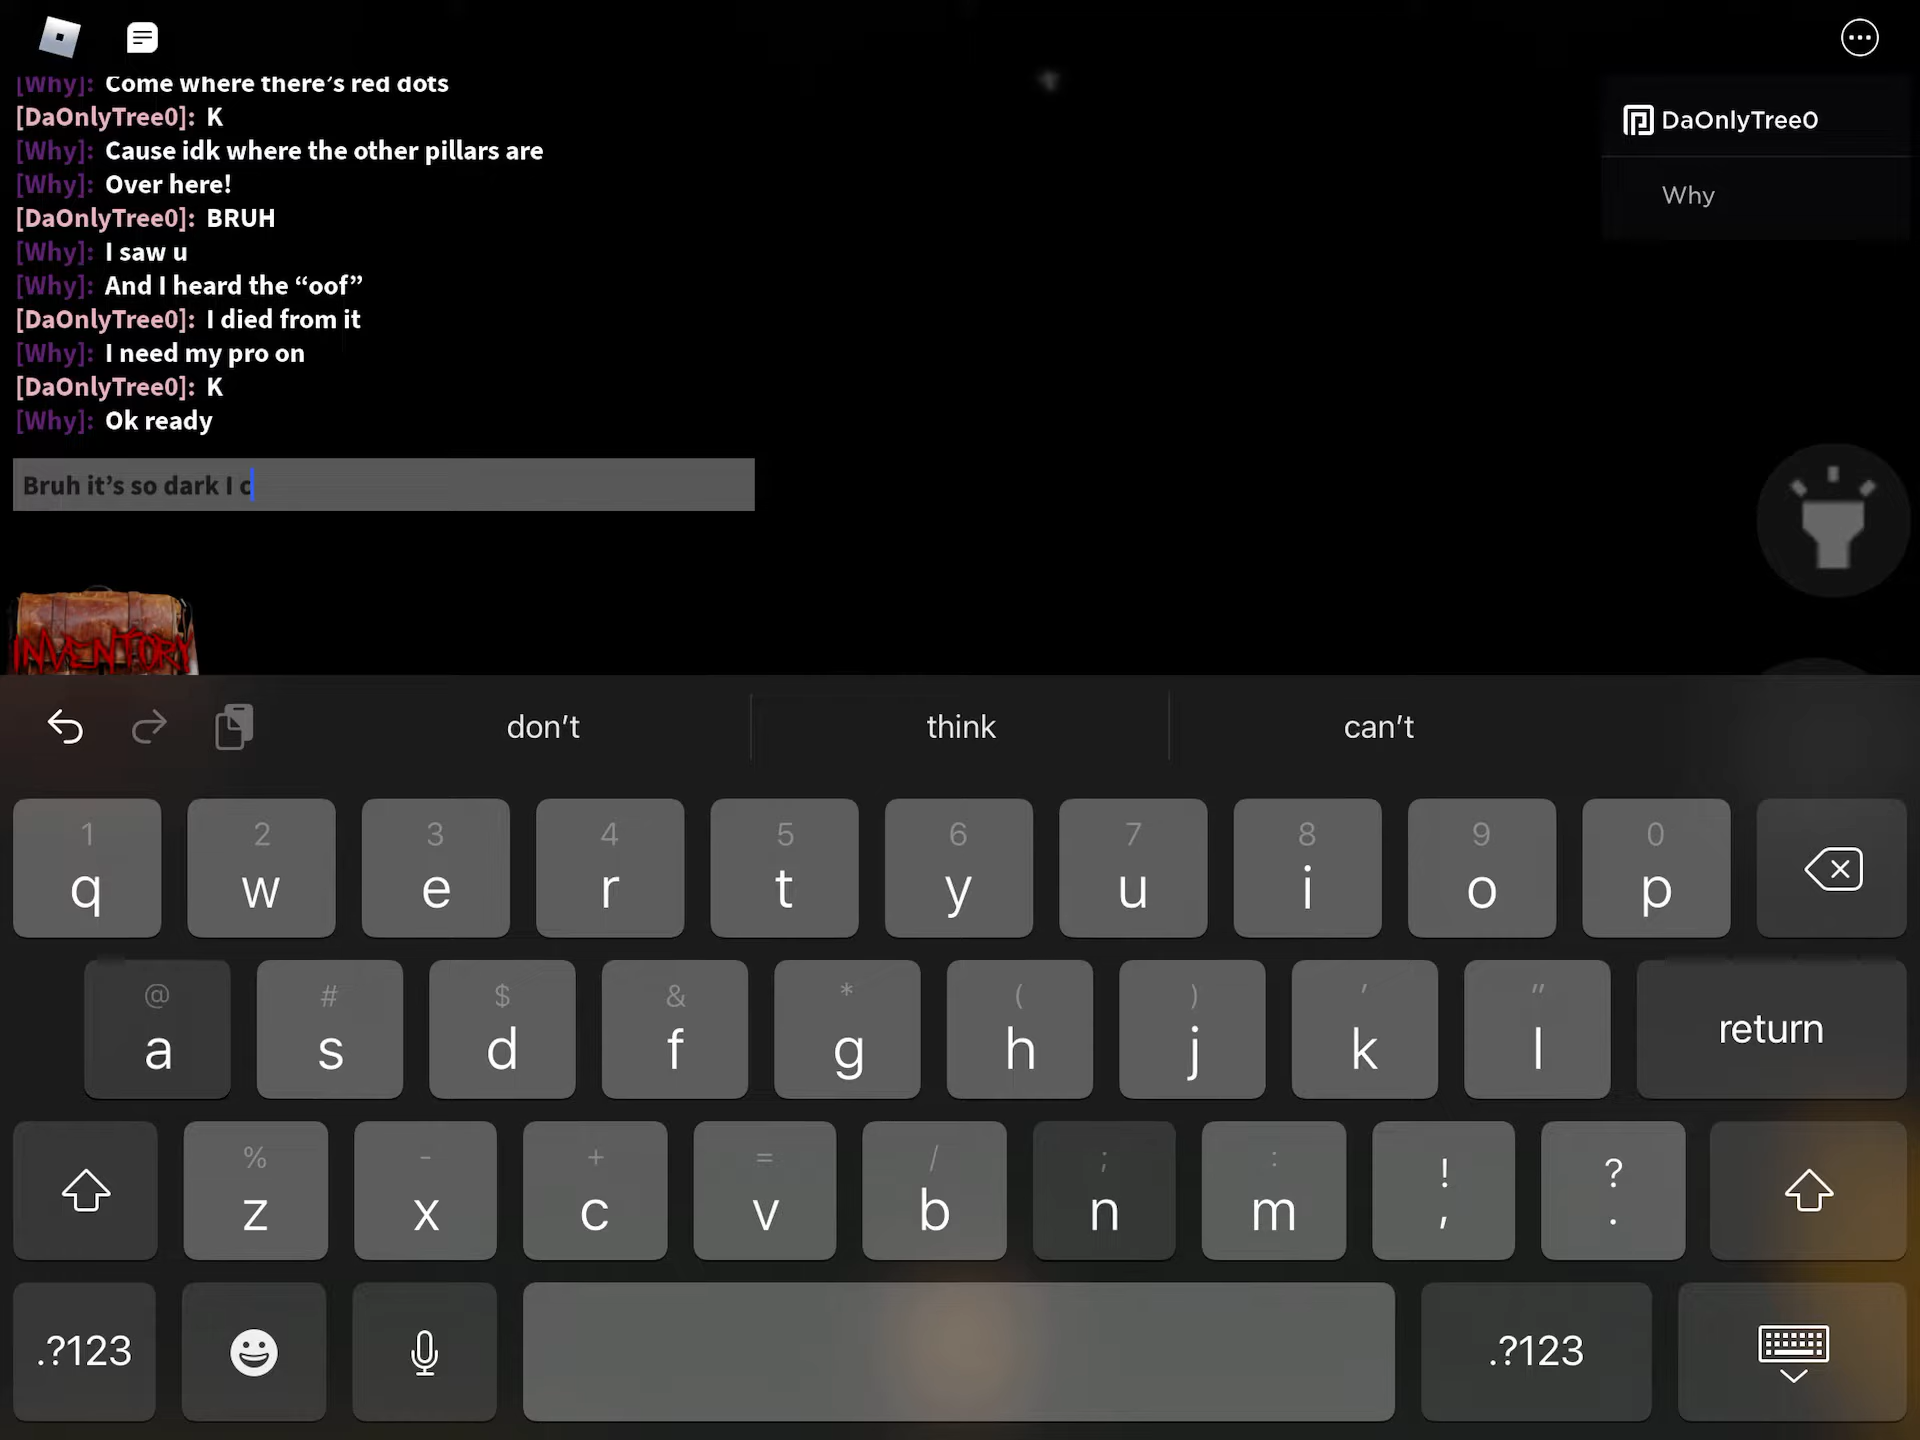 [Why]: Come where there's red dots
DaOnlyTree0
[DaOnlyTree0]: K
[Why]: Cause idk where the other pillars are
[Why]: Over here!
Why
[DaOnlyTree0]: BRUH
[Why]: I saw u
[Why]: And I heard the “oof”
[DaOnlyTree0]: I died from it
[Why]: I need my pro on
[DaOnlyTree0]: K
[Why]: Ok ready
Bruh it’s so dark I c
INVENTORY
don’t think can’t
1 2 3 4 5 6 7 8 9 0
q w e r t y u i o p
@ # $ & * ( ) ' "
a s d f g h j k l return
% - + = / ; : ! ?
z x c v b n m , .
.?123 .?123